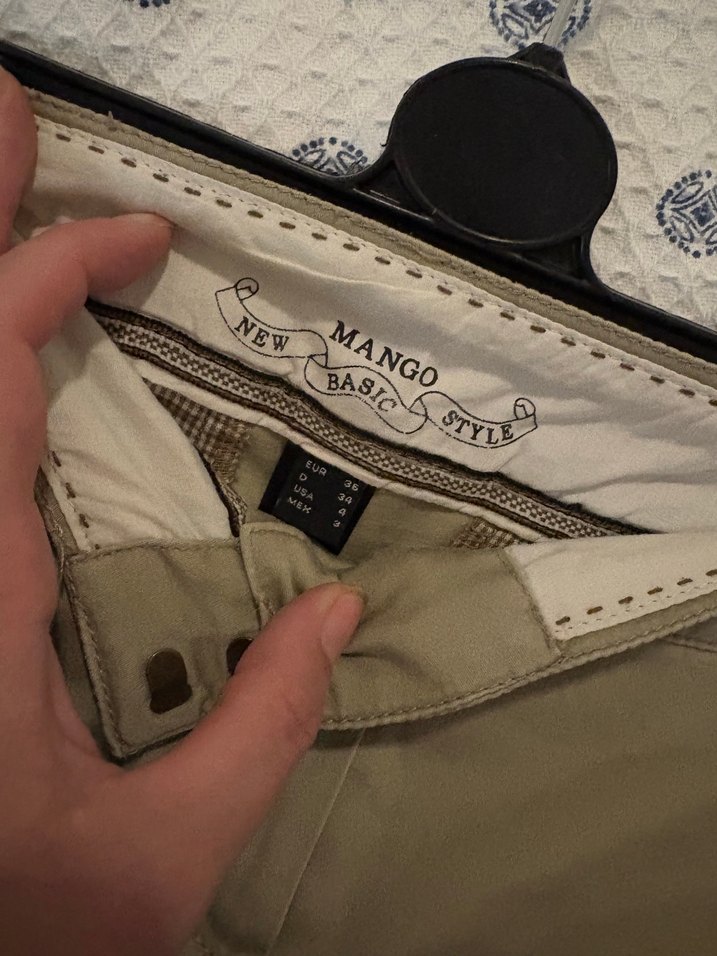 MANGO
NEW BASIC STYLE
EUR 36
D 34
USA 4
MEX 3